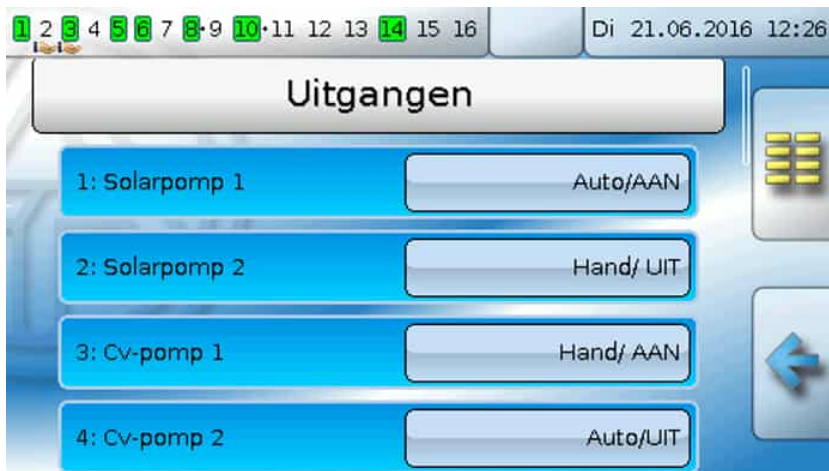 1 2 3 4 5 6 7 8·9 10·11 12 13 14 15 16 Di 21.06.2016 12:26
Uitgangen
1: Solarpomp 1 Auto/AAN
2: Solarpomp 2 Hand/ UIT
3: Cv-pomp 1 Hand/ AAN
4: Cv-pomp 2 Auto/UIT